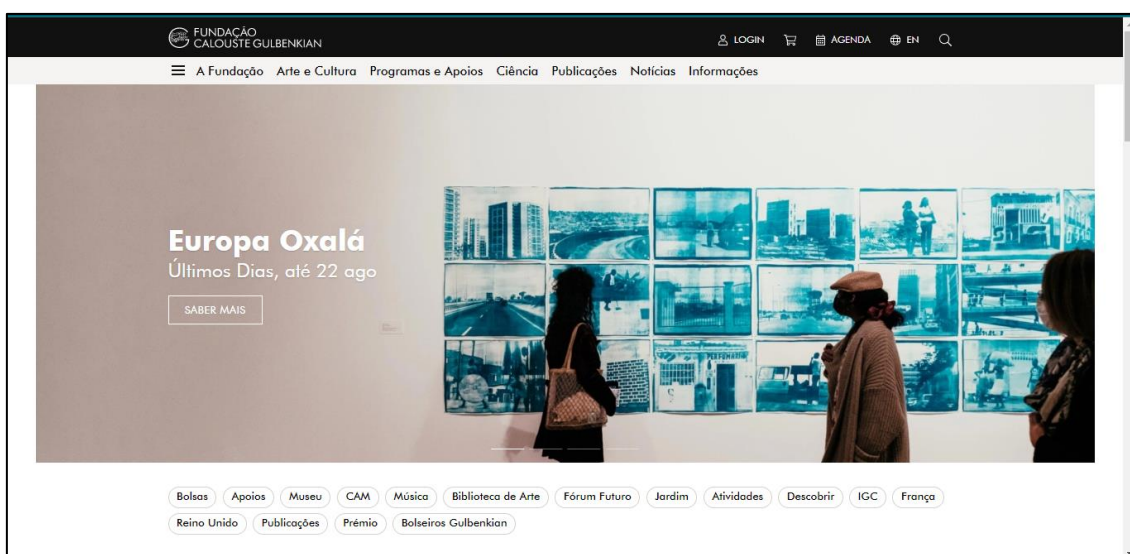 FUNDAÇÃO
CALOUSTE GULBENKIAN
LOGIN AGENDA EN
A Fundação Arte e Cultura Programas e Apoios Ciência Publicações Notícias Informações
Europa Oxalá
Últimos Dias, até 22 ago
SABER MAIS
Bolsas Apoios Museu CAM Música Biblioteca de Arte Fórum Futuro Jardim Atividades Descobrir IGC França
Reino Unido Publicações Prémio Bolseiros Gulbenkian